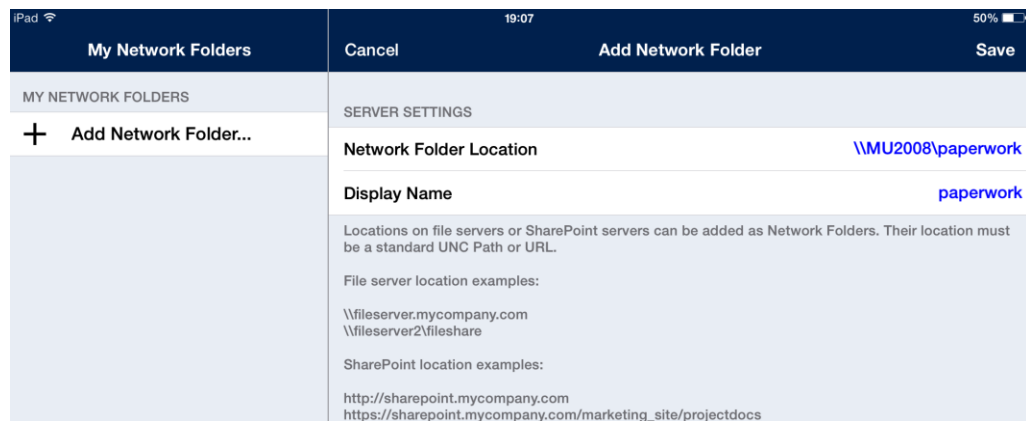 iPad 19:07 50%
My Network Folders
MY NETWORK FOLDERS
Add Network Folder...
Cancel Add Network Folder Save
SERVER SETTINGS
Network Folder Location \\MU2008\paperwork
Display Name paperwork
Locations on file servers or SharePoint servers can be added as Network Folders. Their location must
be a standard UNC Path or URL.
File server location examples:
\\fileserver.mycompany.com
\\fileserver2\fileshare
SharePoint location examples:
http://sharepoint.mycompany.com
https://sharepoint.mycompany.com/marketing_site/projectdocs